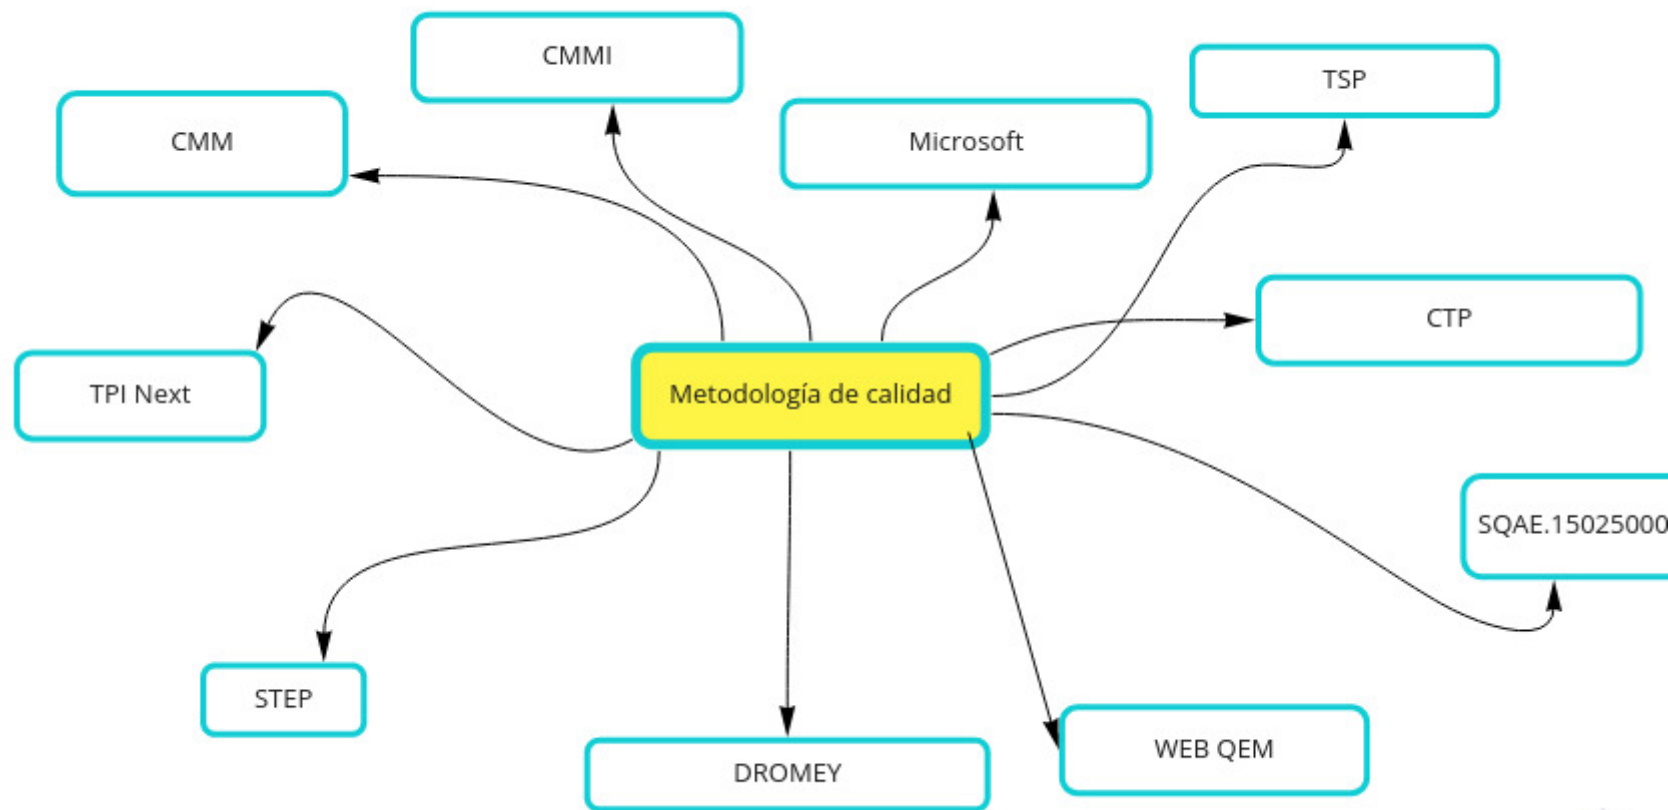 CMMI
TSP
CMM
Microsoft
CTP
TPI Next
Metodología de calidad
SQAE.15025000
STEP
WEB QEM
DROMEY